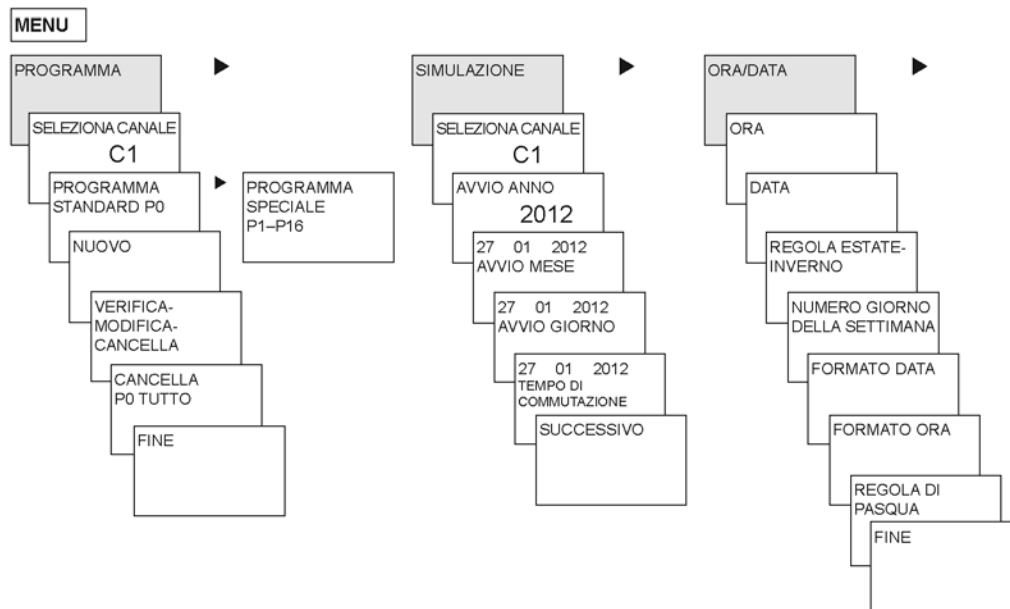 MENU
PROGRAMMA
SELEZIONA CANALE
C1
PROGRAMMA
STANDARD P0
NUOVO
VERIFICA-
MODIFICA-
CANCELLA
CANCELLA
P0 TUTTO
FINE
PROGRAMMA
SPECIALE
P1–P16
SIMULAZIONE
SELEZIONA CANALE
C1
AVVIO ANNO
2012
27 01 2012
AVVIO MESE
27 01 2012
AVVIO GIORNO
27 01 2012
TEMPO DI
COMMUTAZIONE
SUCCESSIVO
ORA/DATA
ORA
DATA
REGOLA ESTATE-
INVERNO
NUMERO GIORNO
DELLA SETTIMANA
FORMATO DATA
FORMATO ORA
REGOLA DI
PASQUA
FINE